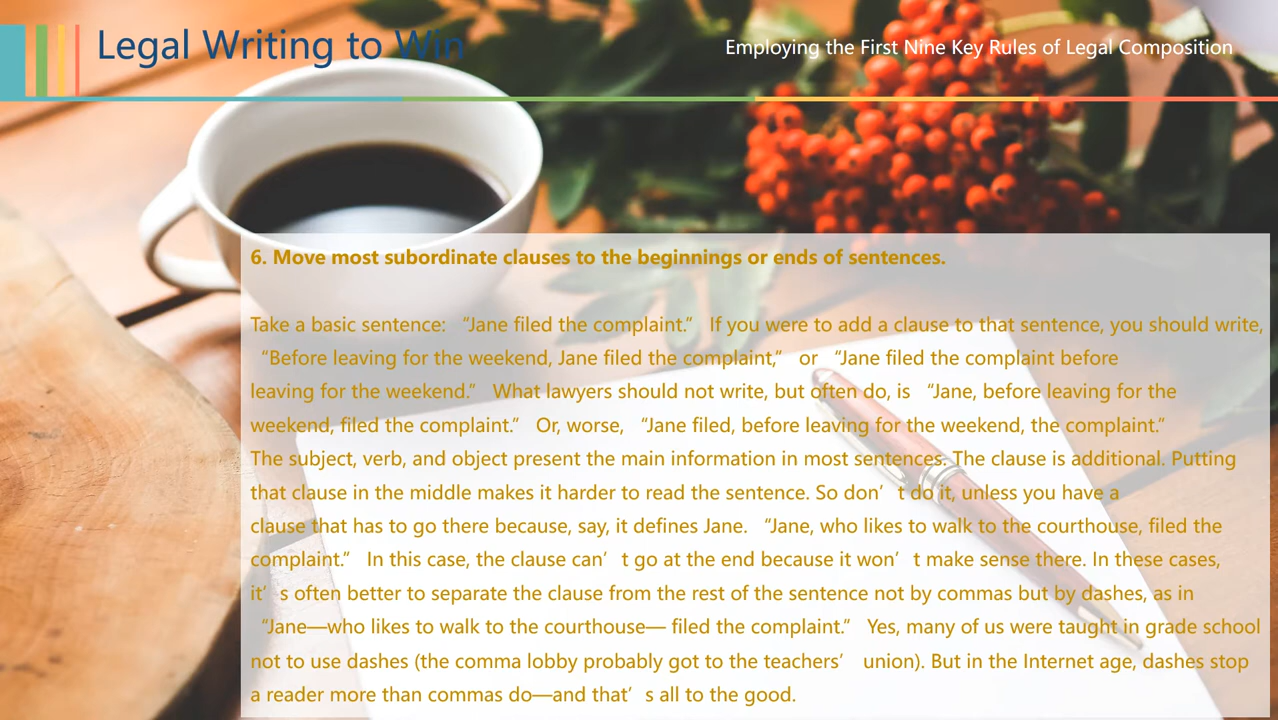 Legal Writing to Win
Employing the First Nine Key Rules of Legal Composition
6. Move most subordinate clauses to the beginnings or ends of sentences.
Take a basic sentence: “Jane filed the complaint.” If you were to add a clause to that sentence, you should write,
“Before leaving for the weekend, Jane filed the complaint,” or “Jane filed the complaint before
leaving for the weekend.” What lawyers should not write, but often do, is “Jane, before leaving for the
weekend, filed the complaint.” Or, worse, “Jane filed, before leaving for the weekend, the complaint.”
The subject, verb, and object present the main information in most sentences. The clause is additional. Putting
that clause in the middle makes it harder to read the sentence. So don’t do it, unless you have a
clause that has to go there because, say, it defines Jane. “Jane, who likes to walk to the courthouse, filed the
complaint.” In this case, the clause can’t go at the end because it won’t make sense there. In these cases,
it’s often better to separate the clause from the rest of the sentence not by commas but by dashes, as in
“Jane—who likes to walk to the courthouse— filed the complaint.” Yes, many of us were taught in grade school
not to use dashes (the comma lobby probably got to the teachers’ union). But in the Internet age, dashes stop
a reader more than commas do—and that’s all to the good.